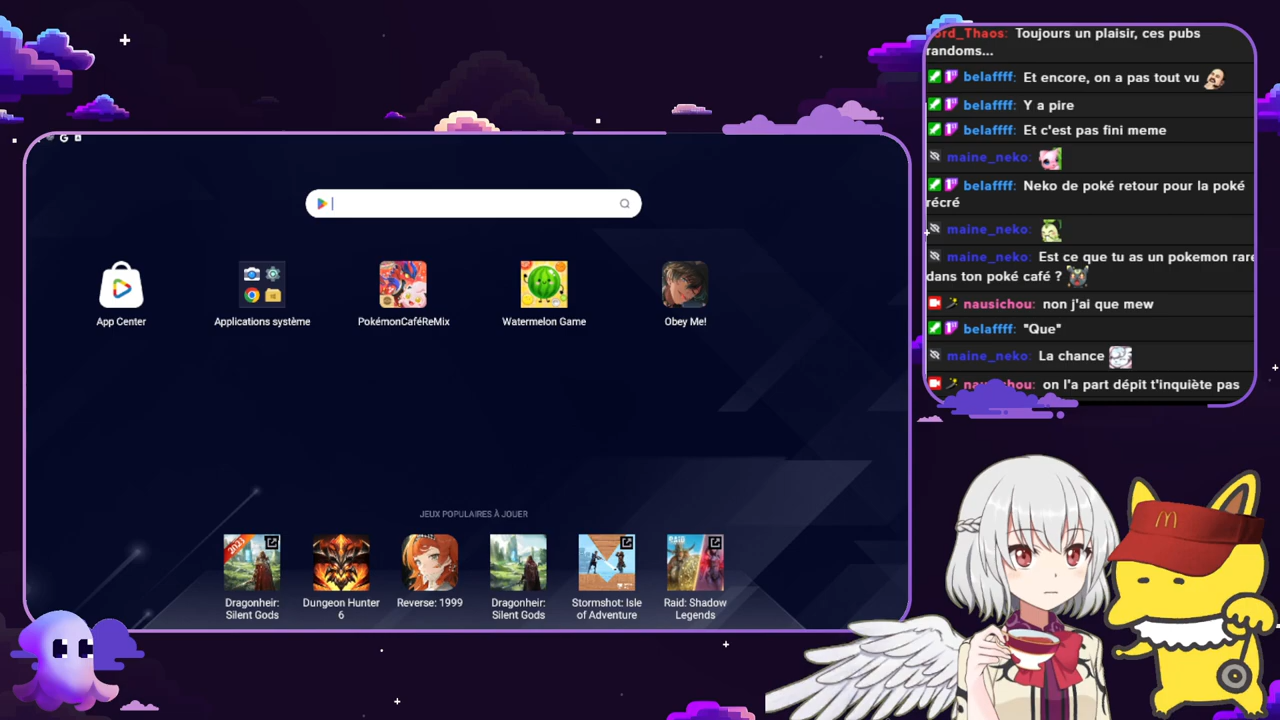 App Center
Applications système
PokémonCaféReMix
Watermelon Game
Obey Me!
JEUX POPULAIRES À JOUER
2023
RAID
Dragonheir: Silent Gods
Dungeon Hunter 6
Reverse: 1999
Dragonheir: Silent Gods
Stormshot: Isle of Adventure
Raid: Shadow Legends
ord_Thaos: Toujours un plaisir, ces pubs
randoms...
belaffff: Et encore, on a pas tout vu
belaffff: Y a pire
belaffff: Et c'est pas fini meme
maine_neko:
belaffff: Neko de poké retour pour la poké
récré
maine_neko:
maine_neko: Est ce que tu as un pokemon rare
dans ton poké café ?
nausichou: non j'ai que mew
belaffff: "Que"
maine_neko: La chance
nausichou: on l'a part dépit t'inquiète pas